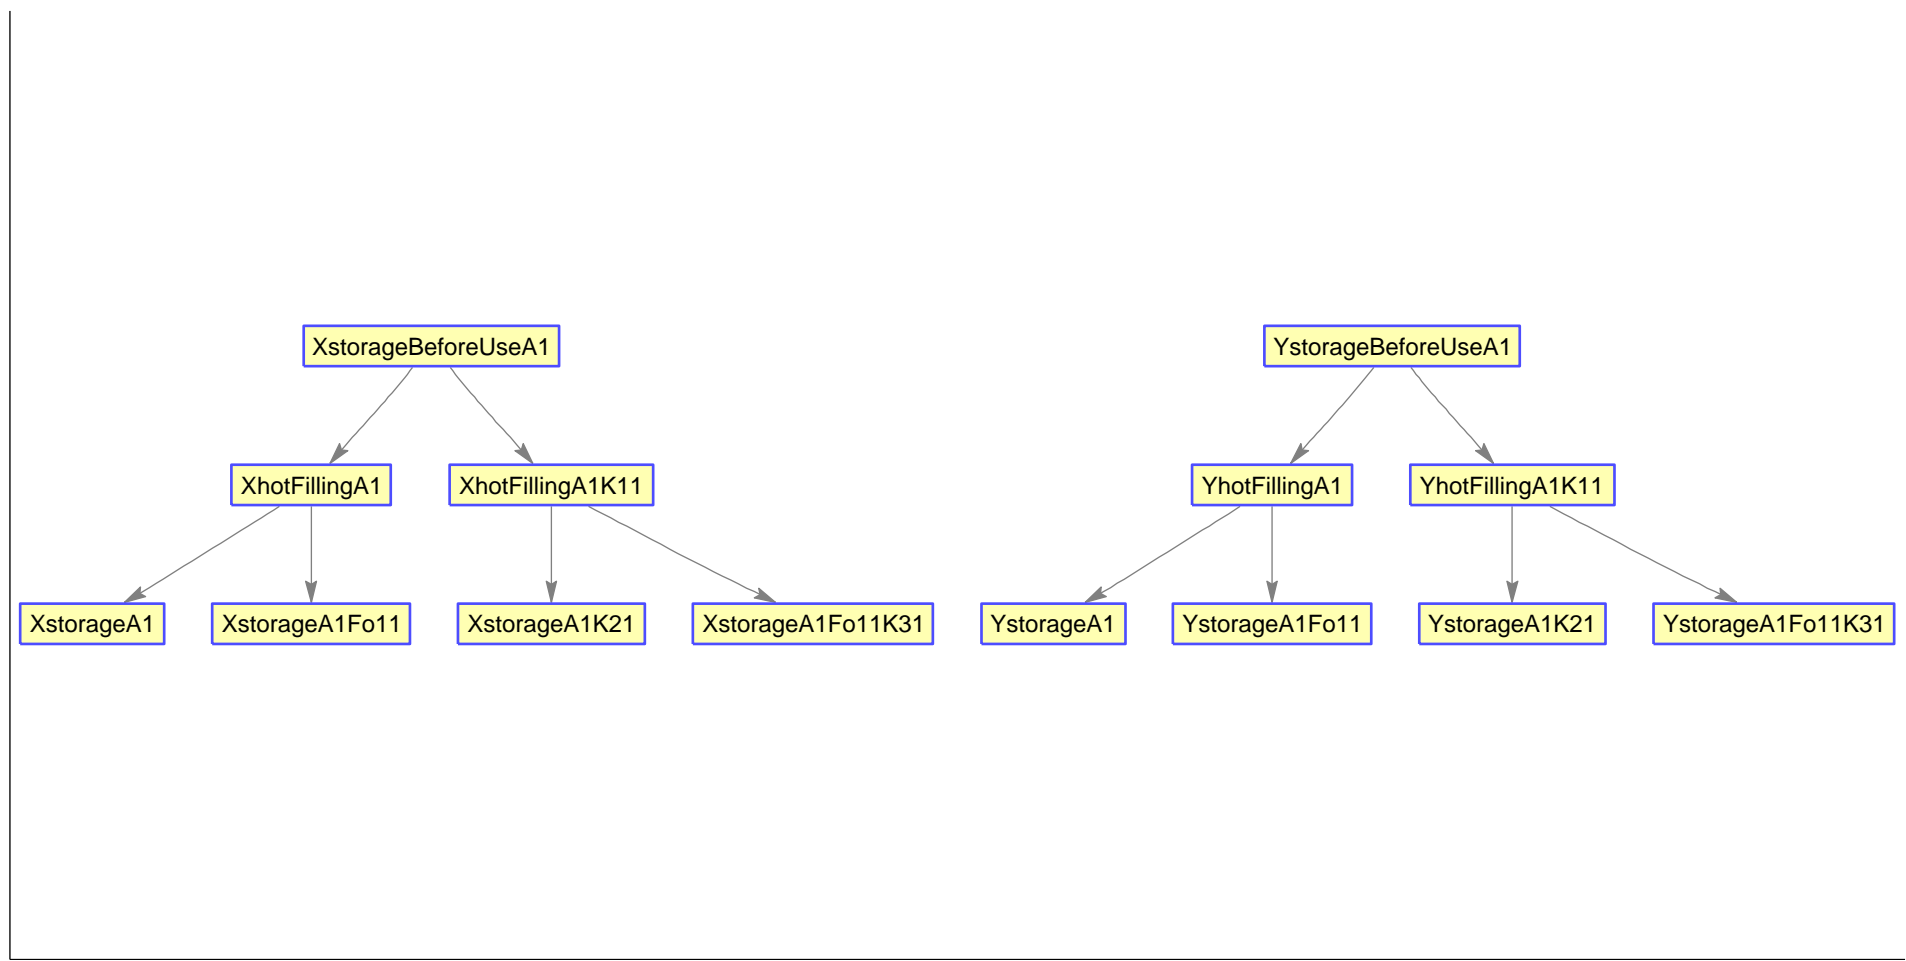 XstorageBeforeUseA1
YstorageBeforeUseA1
XhotFillingA1
XhotFillingA1K11
YhotFillingA1
YhotFillingA1K11
XstorageA1
XstorageA1Fo11
XstorageA1K21
XstorageA1Fo11K31
YstorageA1
YstorageA1Fo11
YstorageA1K21
YstorageA1Fo11K31